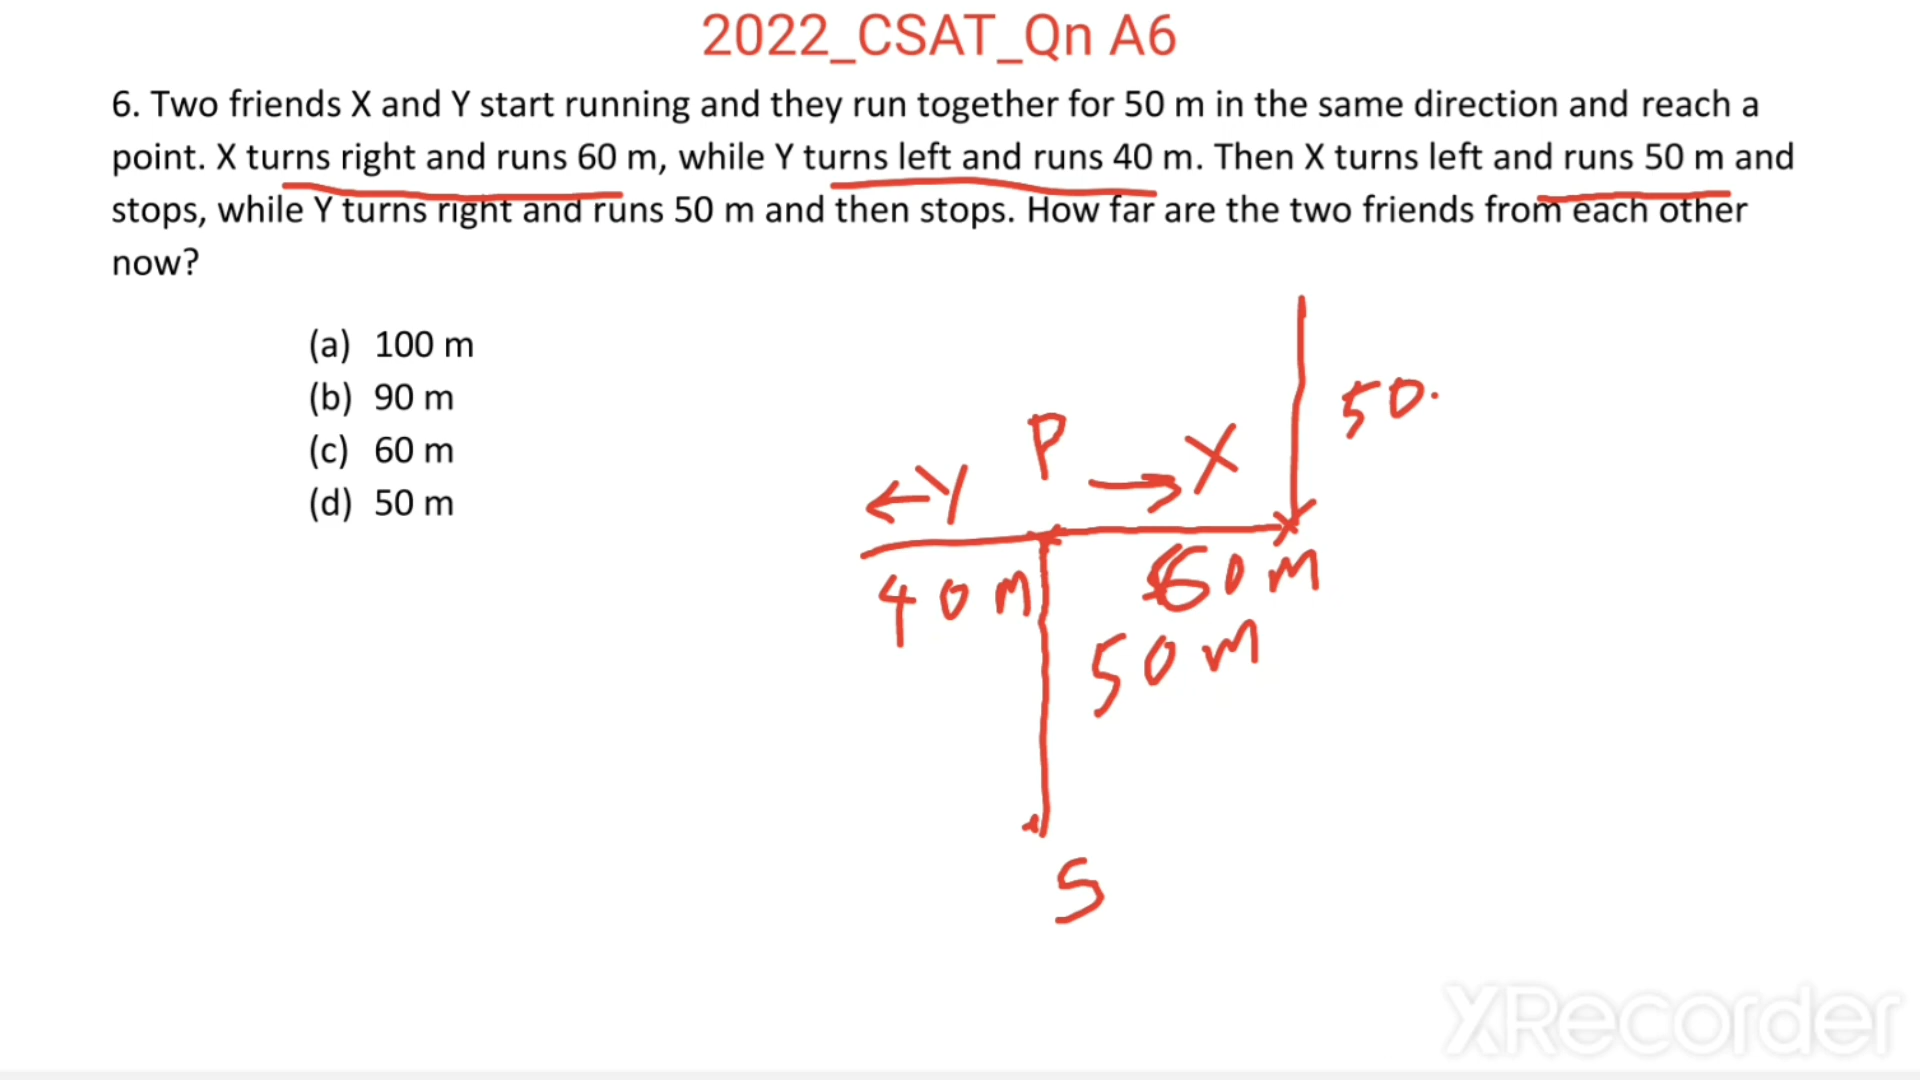 2022_CSAT_Qn A6
6. Two friends X and Y start running and they run together for 50 m in the same direction and reach a
point. X turns right and runs 60 m, while Y turns left and runs 40 m. Then X turns left and runs 50 m and
stops, while Y turns right and runs 50 m and then stops. How far are the two friends from each other
now?
(a) 100 m
(b) 90 m
(c) 60 m
(d) 50 m
50.
P
X
Y
40 m
60 m
50 m
S
XRecorder